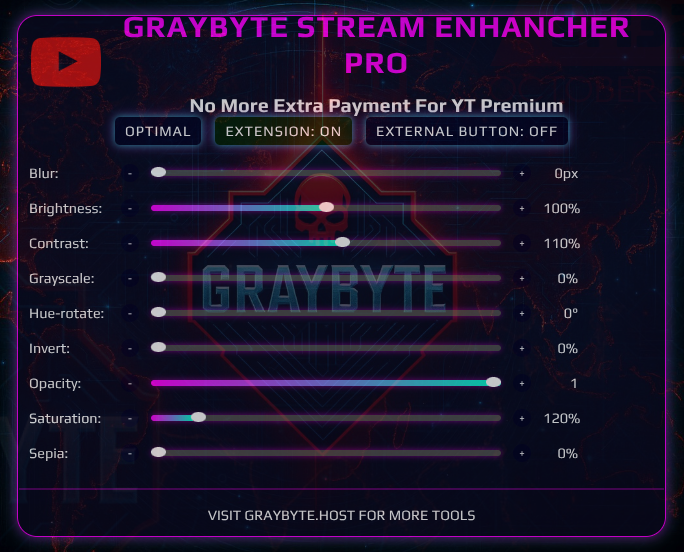 GRAYBYTE STREAM ENHANCHER
PRO
No More Extra Payment For YT Premium
OPTIMAL EXTENSION: ON EXTERNAL BUTTON: OFF
Blur: - + 0px
Brightness: - + 100%
Contrast: - + 110%
GRAYBYTE
Grayscale: - + 0%
Hue-rotate: - + 0°
Invert: - + 0%
Opacity: - + 1
Saturation: - + 120%
YTE
Sepia: - + 0%
VISIT GRAYBYTE.HOST FOR MORE TOOLS